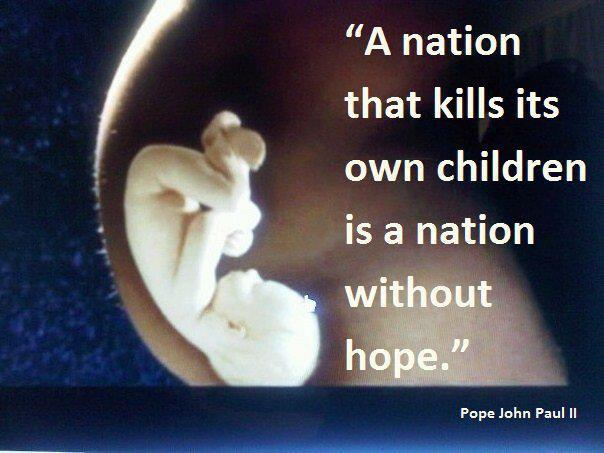 “A nation
that kills its
own children
is a nation
without
hope.”
Pope John Paul II